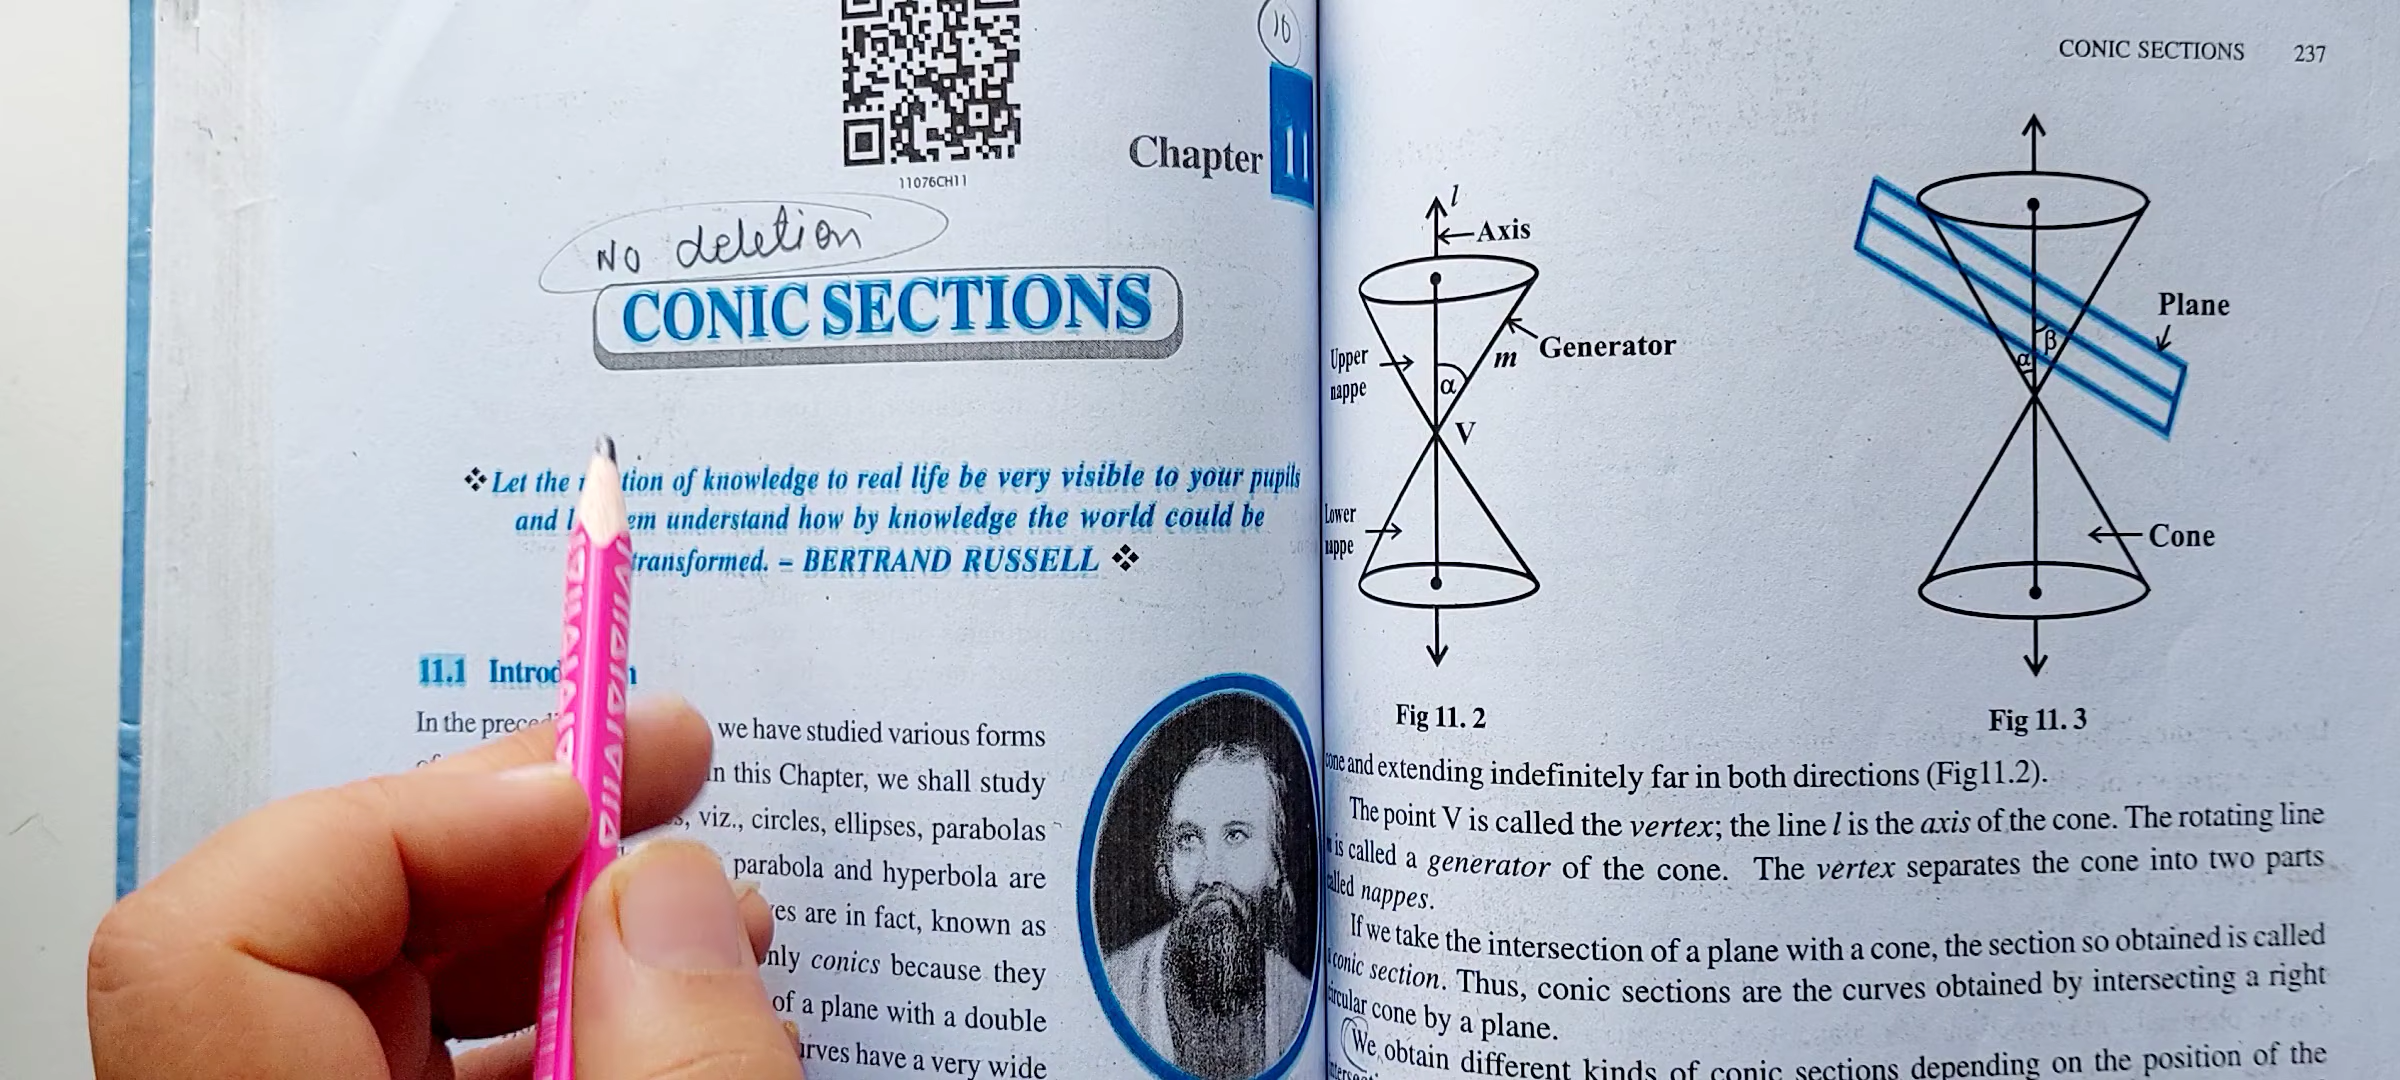 10
Chapter 11
11076CH11
No deletion
CONIC SECTIONS
❖ Let the tion of knowledge to real life be very visible to your pupils
and em understand how by knowledge the world could be
transformed. – BERTRAND RUSSELL ❖
11.1 Introd
In the prece we have studied various forms
in this Chapter, we shall study
viz., circles, ellipses, parabolas
parabola and hyperbola are
es are in fact, known as
only conics because they
of a plane with a double
urves have a very wide
CONIC SECTIONS 237
l
Axis
Upper
nappe
α
m
Generator
V
Lower
nappe
Fig 11. 2
Plane
β
α
Cone
Fig 11. 3
cone and extending indefinitely far in both directions (Fig11.2).
The point V is called the vertex; the line l is the axis of the cone. The rotating line
is called a generator of the cone. The vertex separates the cone into two parts
called nappes.
If we take the intersection of a plane with a cone, the section so obtained is called
a conic section. Thus, conic sections are the curves obtained by intersecting a right
circular cone by a plane.
We obtain different kinds of conic sections depending on the position of the